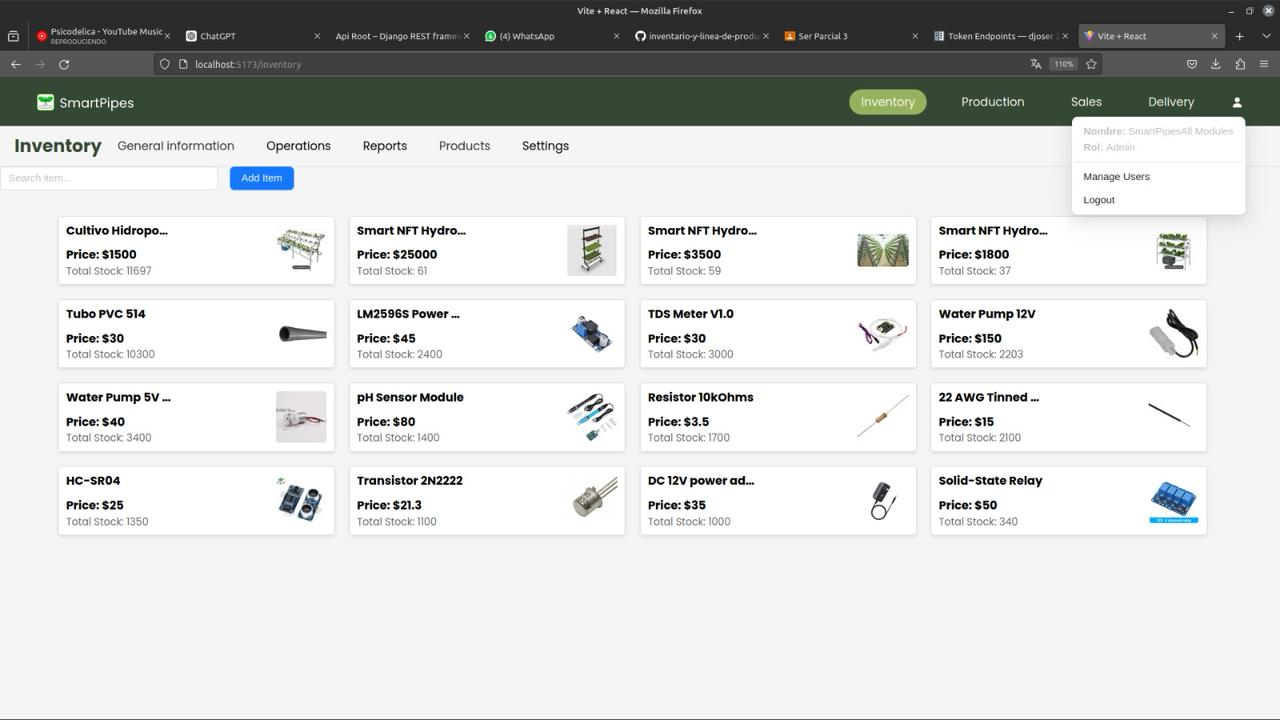 Vite + React — Mozilla Firefox
Psicodelica - YouTube Music
REPRODUCIENDO
ChatGPT
Api Root – Django REST framew
(4) WhatsApp
inventario-y-linea-de-produ
Ser Parcial 3
Token Endpoints — djoser
Vite + React
localhost:5173/inventory
110%
SmartPipes
Inventory
Production
Sales
Delivery
Nombre: SmartPipesAll Modules
Rol: Admin
Manage Users
Logout
Inventory
General information
Operations
Reports
Products
Settings
Search item...
Add Item
Cultivo Hidropo...
Price: $1500
Total Stock: 11697
Smart NFT Hydro...
Price: $25000
Total Stock: 61
Smart NFT Hydro...
Price: $3500
Total Stock: 59
Smart NFT Hydro...
Price: $1800
Total Stock: 37
Tubo PVC 514
Price: $30
Total Stock: 10300
LM2596S Power ...
Price: $45
Total Stock: 2400
TDS Meter V1.0
Price: $30
Total Stock: 3000
Water Pump 12V
Price: $150
Total Stock: 2203
Water Pump 5V ...
Price: $40
Total Stock: 3400
pH Sensor Module
Price: $80
Total Stock: 1400
Resistor 10kOhms
Price: $3.5
Total Stock: 1700
22 AWG Tinned ...
Price: $15
Total Stock: 2100
HC-SR04
Price: $25
Total Stock: 1350
Transistor 2N2222
Price: $21.3
Total Stock: 1100
DC 12V power ad...
Price: $35
Total Stock: 1000
Solid-State Relay
Price: $50
Total Stock: 340